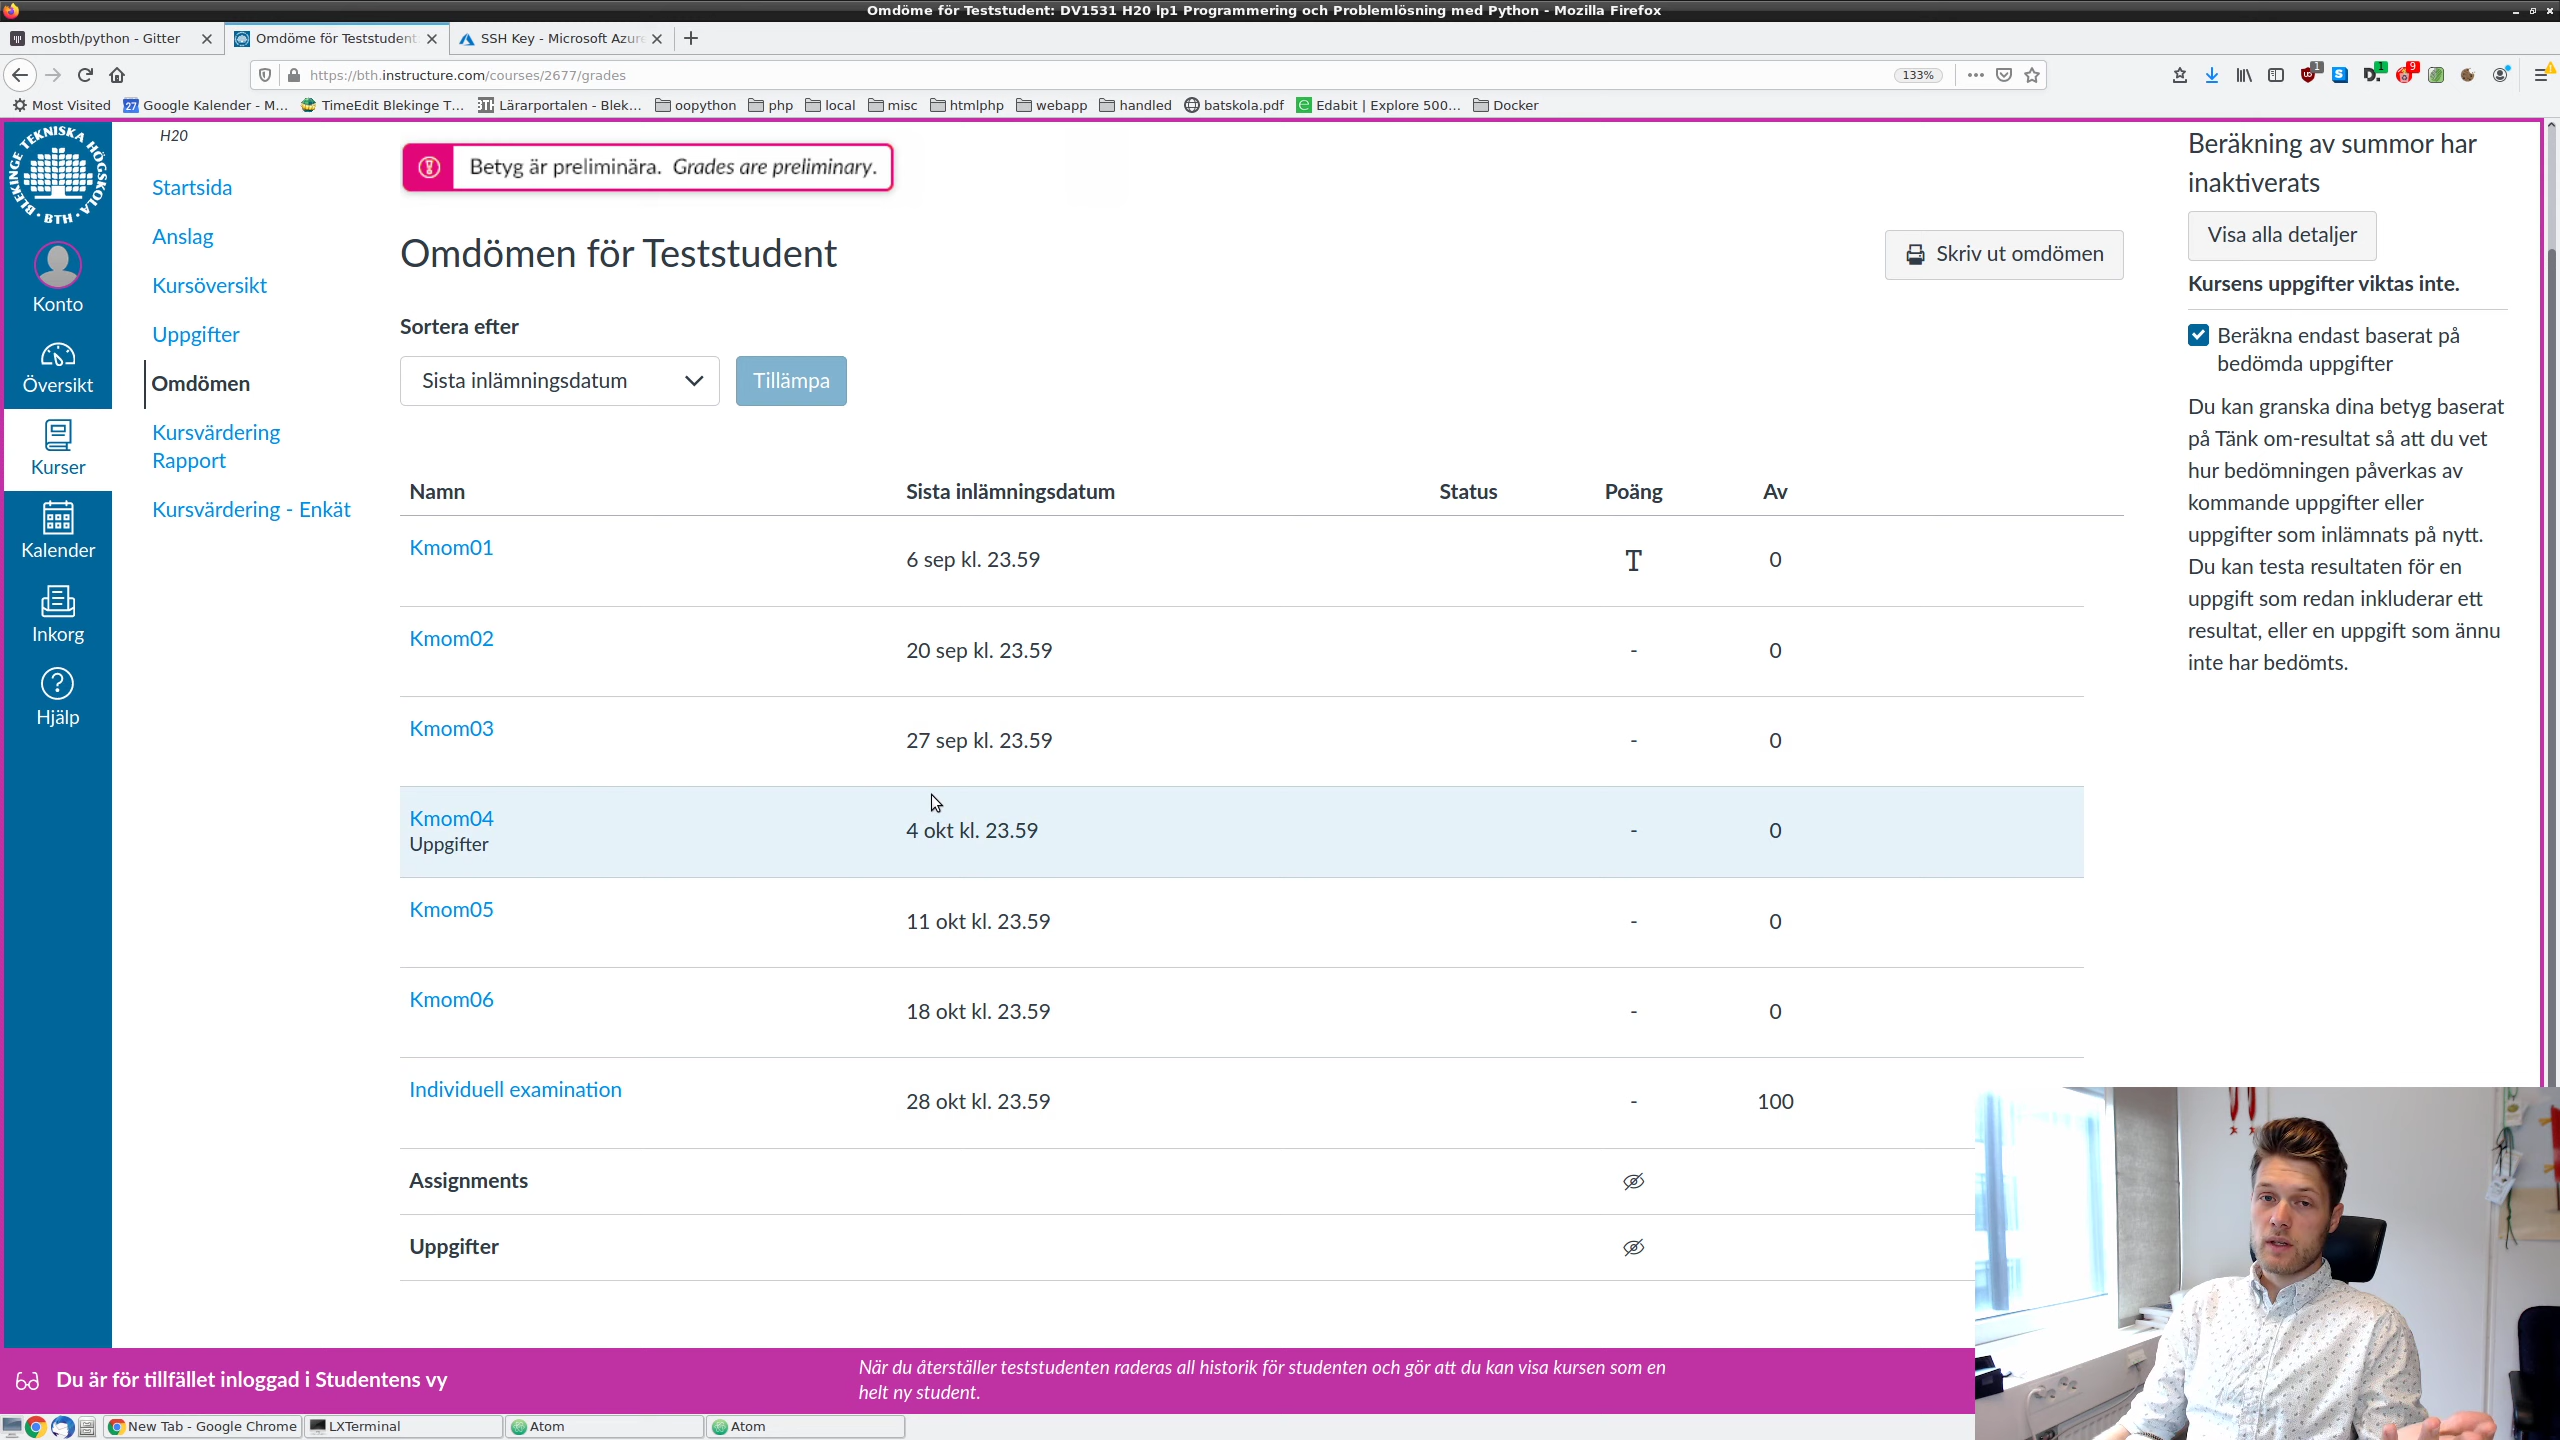 Omdöme för Teststudent: DV1531 H20 lp1 Programmering och Problemlösning med Python - Mozilla Firefox
mosbth/python - Gitter
Omdöme för Teststudent
SSH Key - Microsoft Azur
https://bth.instructure.com/courses/2677/grades
133%
Most Visited
27 Google Kalender - M...
TimeEdit Blekinge T...
BTH Lärarportalen - Blek...
oopython
php
local
misc
htmlphp
webapp
handled
batskola.pdf
Edabit | Explore 500...
Docker
BLEKINGE TEKNISKA HÖGSKOLA
BTH
Konto
Översikt
Kurser
Kalender
Inkorg
Hjälp
H20
Startsida
Anslag
Kursöversikt
Uppgifter
Omdömen
Kursvärdering
Rapport
Kursvärdering - Enkät
Betyg är preliminära. Grades are preliminary.
Omdömen för Teststudent
Skriv ut omdömen
Sortera efter
Sista inlämningsdatum
Tillämpa
Namn Sista inlämningsdatum Status Poäng Av
Kmom01
6 sep kl. 23.59 0
Kmom02
20 sep kl. 23.59 - 0
Kmom03
27 sep kl. 23.59 - 0
Kmom04
Uppgifter
4 okt kl. 23.59 - 0
Kmom05
11 okt kl. 23.59 - 0
Kmom06
18 okt kl. 23.59 - 0
Individuell examination
28 okt kl. 23.59 - 100
Assignments
Uppgifter
Beräkning av summor har
inaktiverats
Visa alla detaljer
Kursens uppgifter viktas inte.
Beräkna endast baserat på
bedömda uppgifter
Du kan granska dina betyg baserat
på Tänk om-resultat så att du vet
hur bedömningen påverkas av
kommande uppgifter eller
uppgifter som inlämnats på nytt.
Du kan testa resultaten för en
uppgift som redan inkluderar ett
resultat, eller en uppgift som ännu
inte har bedömts.
Du är för tillfället inloggad i Studentens vy
När du återställer teststudenten raderas all historik för studenten och gör att du kan visa kursen som en
helt ny student.
New Tab - Google Chrome
LXTerminal
Atom
Atom